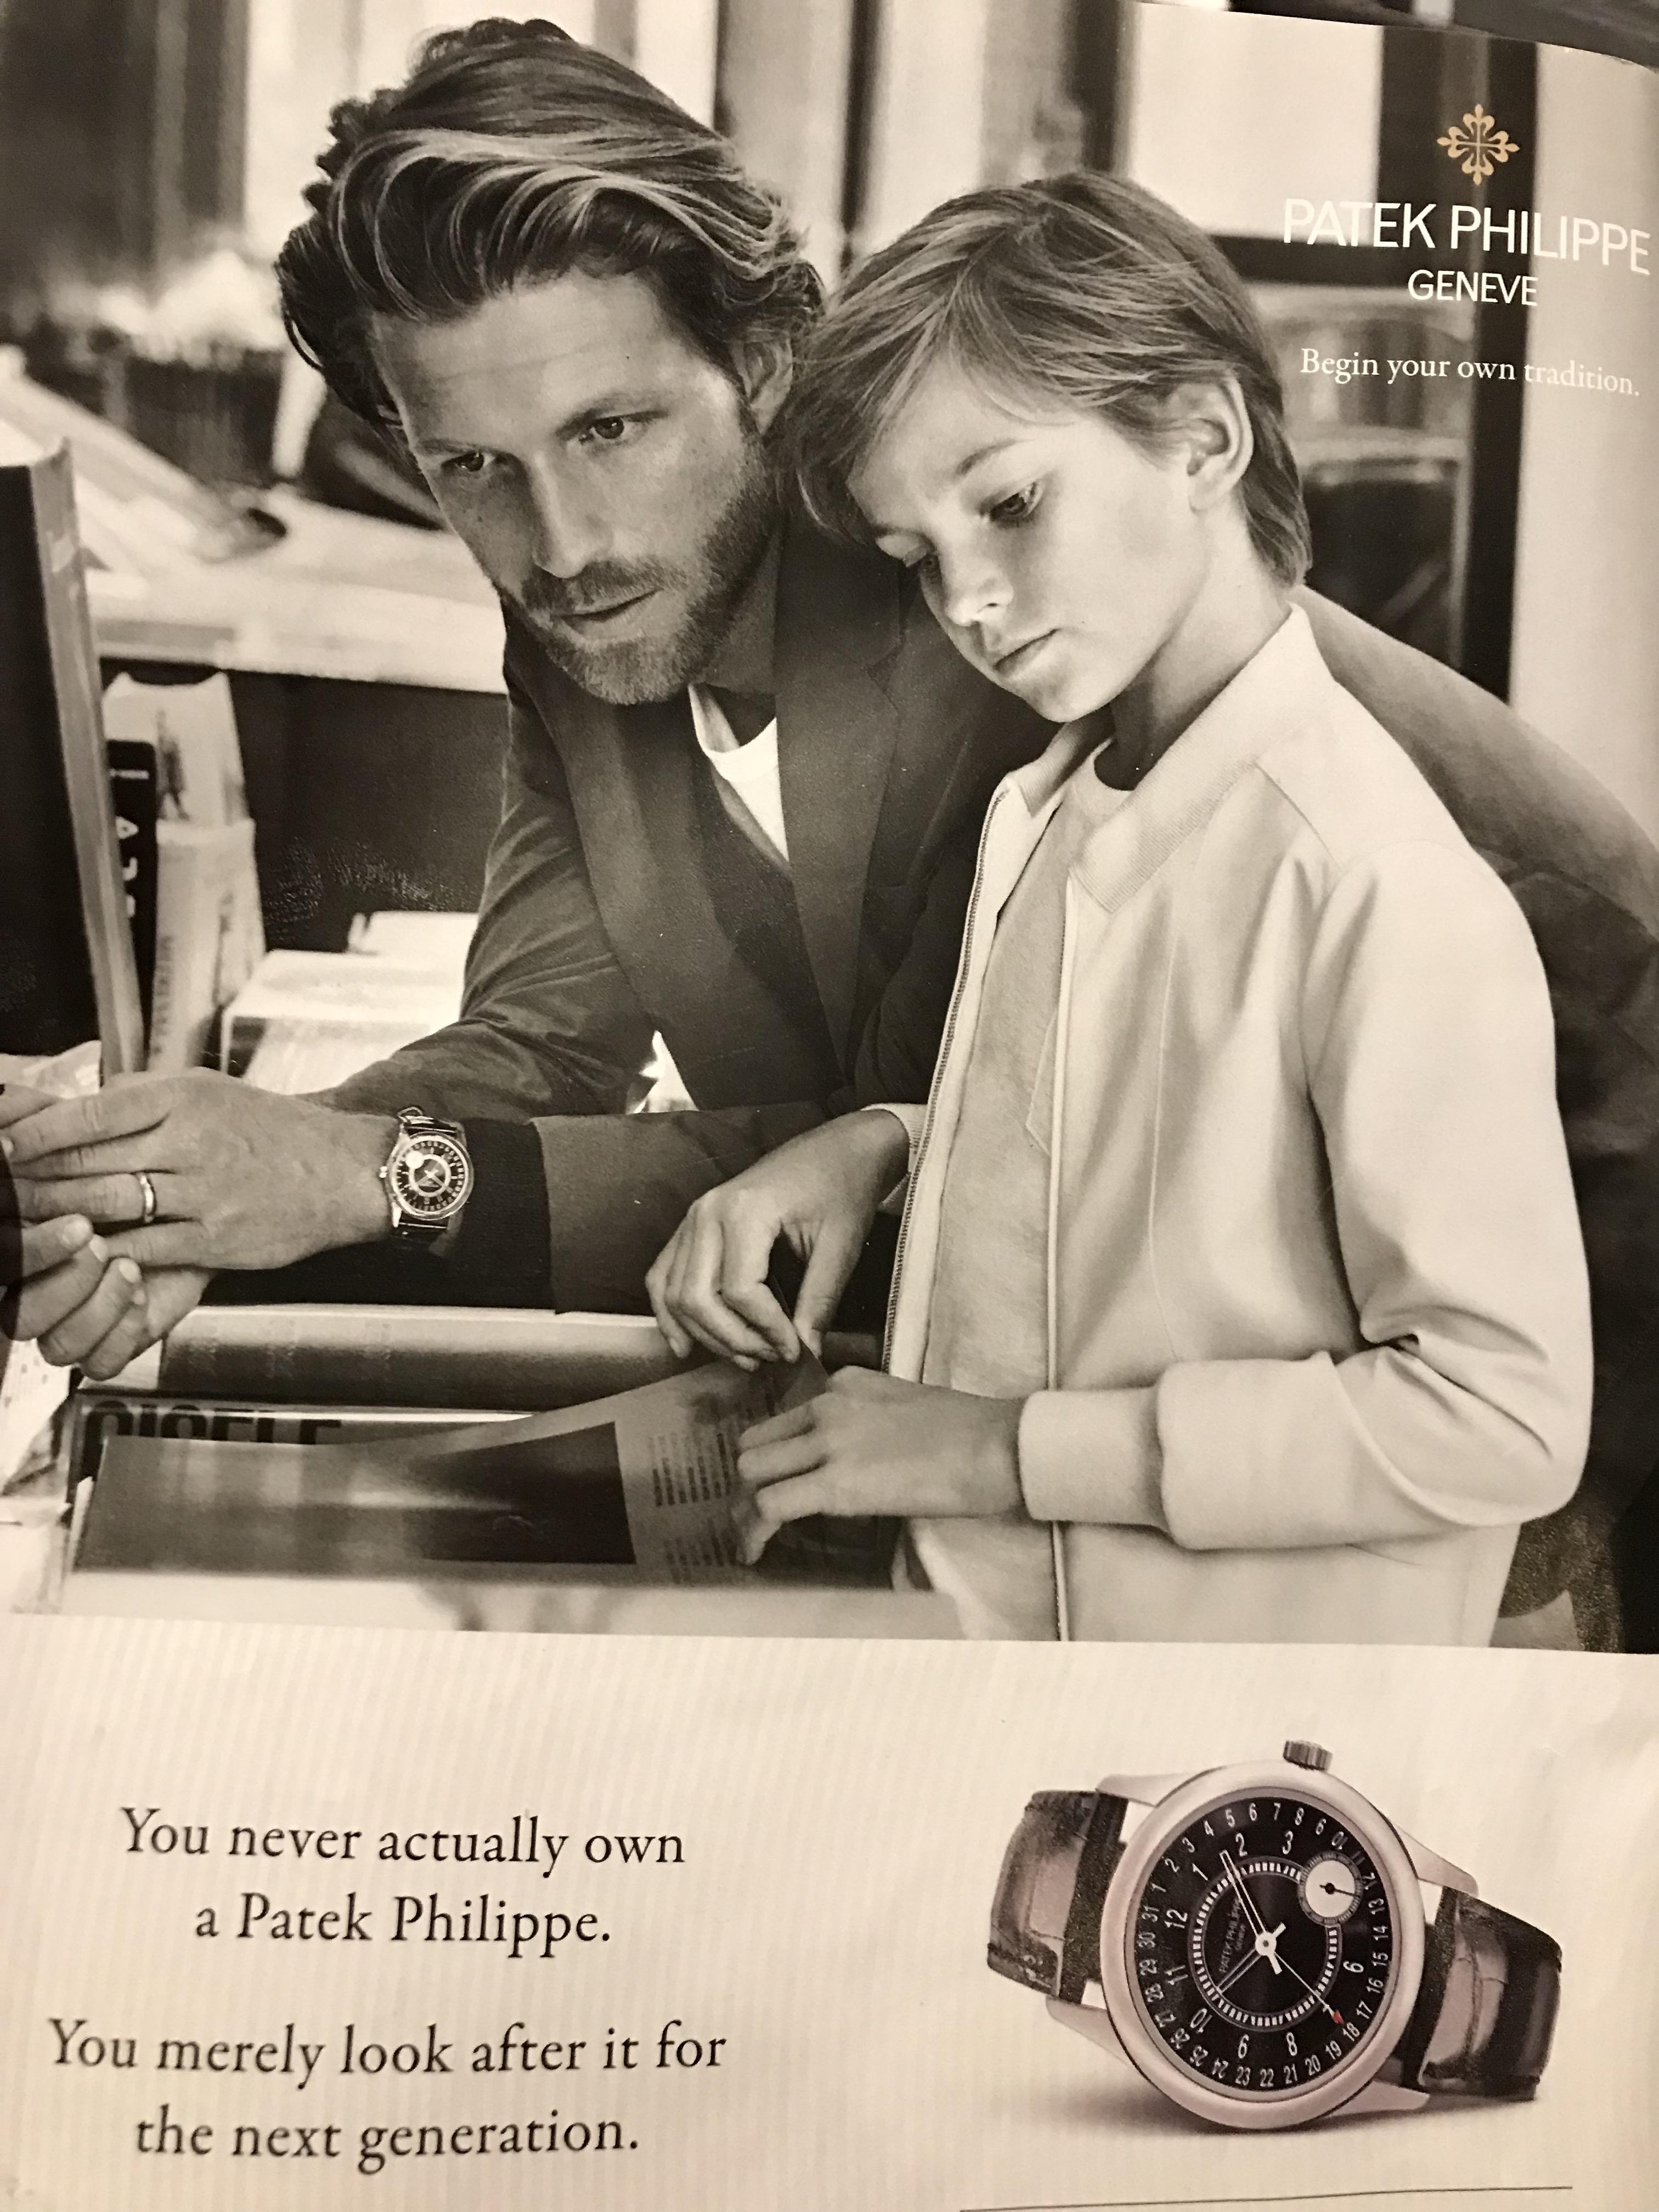 PATEK PHILIPPE
GENEVE
Begin your own tradition.
You never actually own
a Patek Philippe.
You merely look after it for
the next generation.